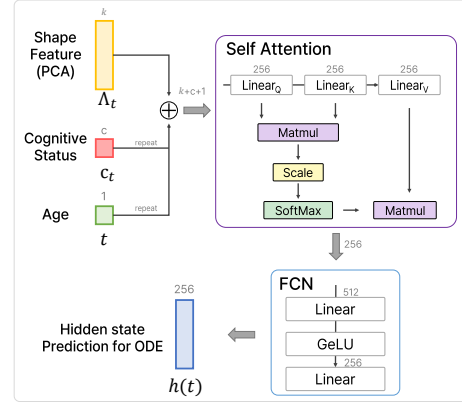 k
Shape
Feature
(PCA)
Λt
Cognitive
Status
c
ct
repeat
Age
1
t
repeat
k+c+1
Self Attention
256
256
256
LinearQ
LinearK
LinearV
Matmul
Scale
SoftMax
Matmul
256
FCN
512
Linear
GeLU
256
Linear
256
Hidden state
Prediction for ODE
h(t)